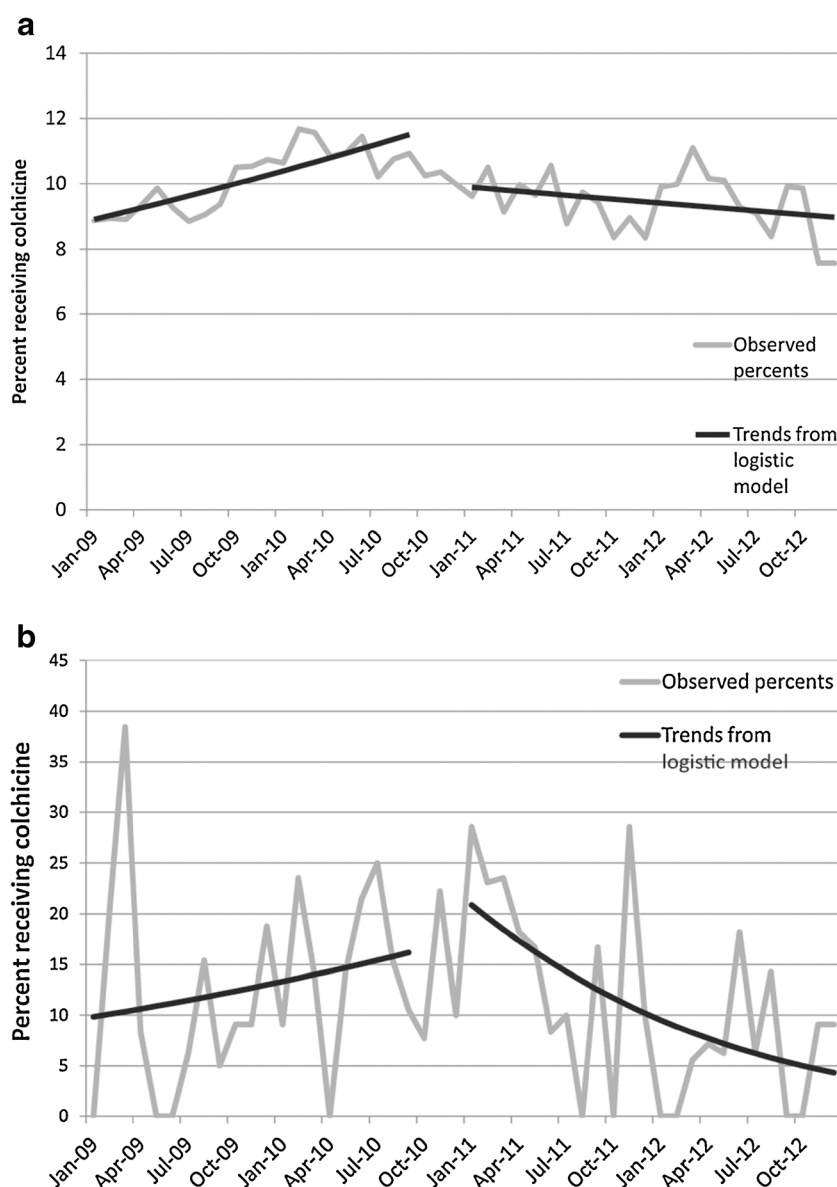 a
14
12
10
8
6
4
2
0
Percent receiving colchicine
Observed
percents
Trends from
logistic
model
Jan-09
Apr-09
Jul-09
Oct-09
Jan-10
Apr-10
Jul-10
Oct-10
Jan-11
Apr-11
Jul-11
Oct-11
Jan-12
Apr-12
Jul-12
Oct-12
b
45
40
35
30
25
20
15
10
5
0
Percent receiving colchicine
Observed percents
Trends from
logistic model
Jan-09
Apr-09
Jul-09
Oct-09
Jan-10
Apr-10
Jul-10
Oct-10
Jan-11
Apr-11
Jul-11
Oct-11
Jan-12
Apr-12
Jul-12
Oct-12